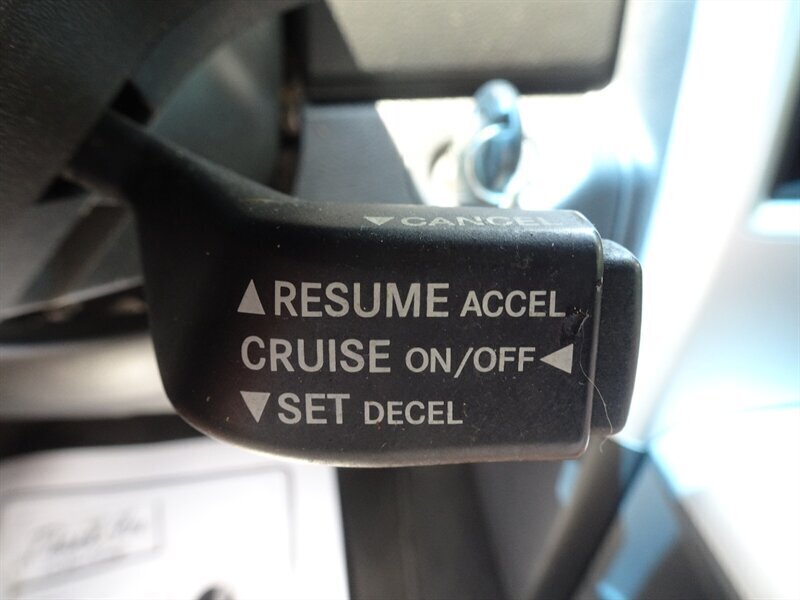 ▼CANCEL
▲RESUME ACCEL
CRUISE ON/OFF◀
▼SET DECEL